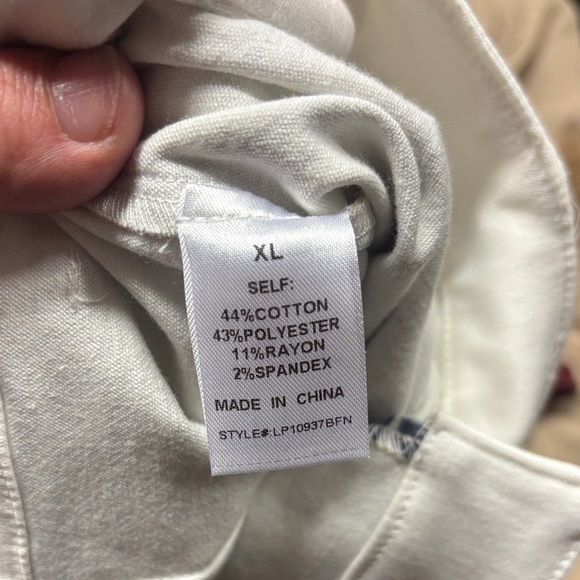 XL
SELF:
44%COTTON
43%POLYESTER
11%RAYON
2%SPANDEX
MADE IN CHINA
STYLE#:LP10937BFN